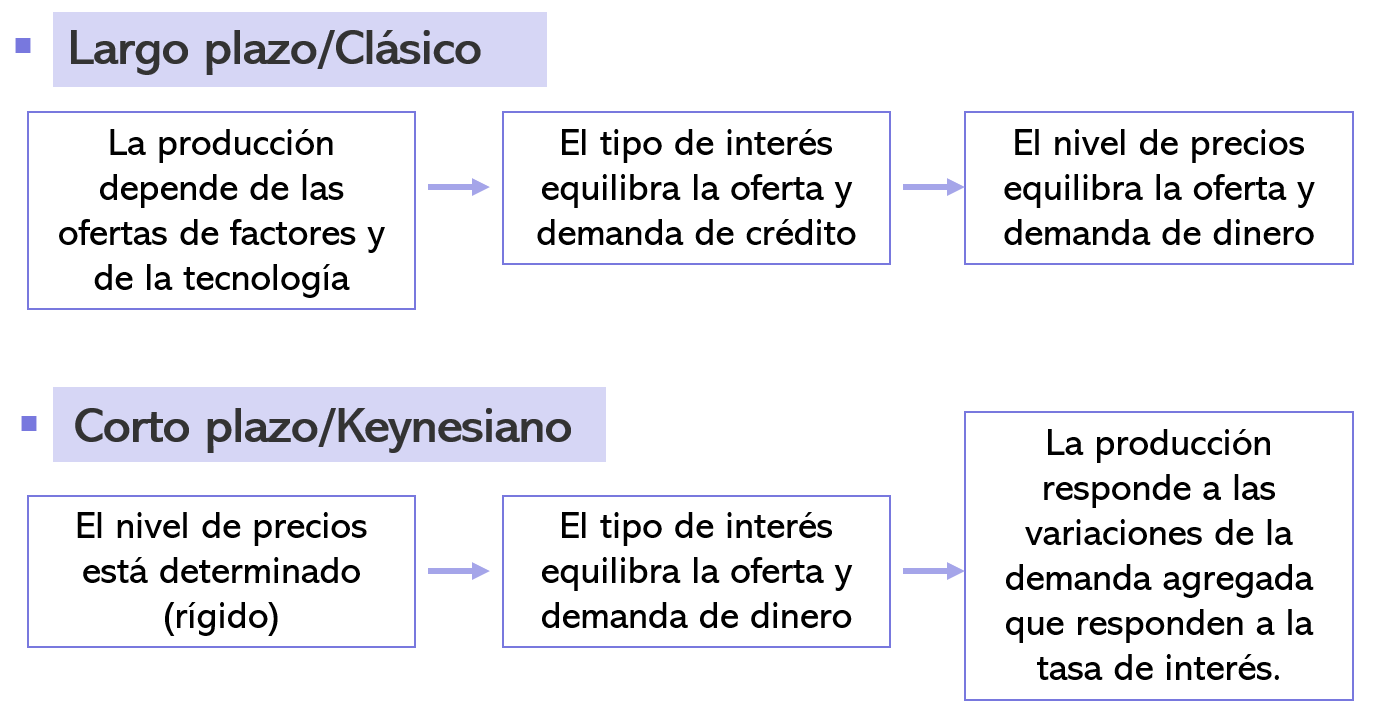 Largo plazo/Clásico
La producción
depende de las
ofertas de factores y
de la tecnología
El tipo de interés
equilibra la oferta y
demanda de crédito
El nivel de precios
equilibra la oferta y
demanda de dinero
Corto plazo/Keynesiano
El nivel de precios
está determinado
(rígido)
El tipo de interés
equilibra la oferta y
demanda de dinero
La producción
responde a las
variaciones de la
demanda agregada
que responden a la
tasa de interés.